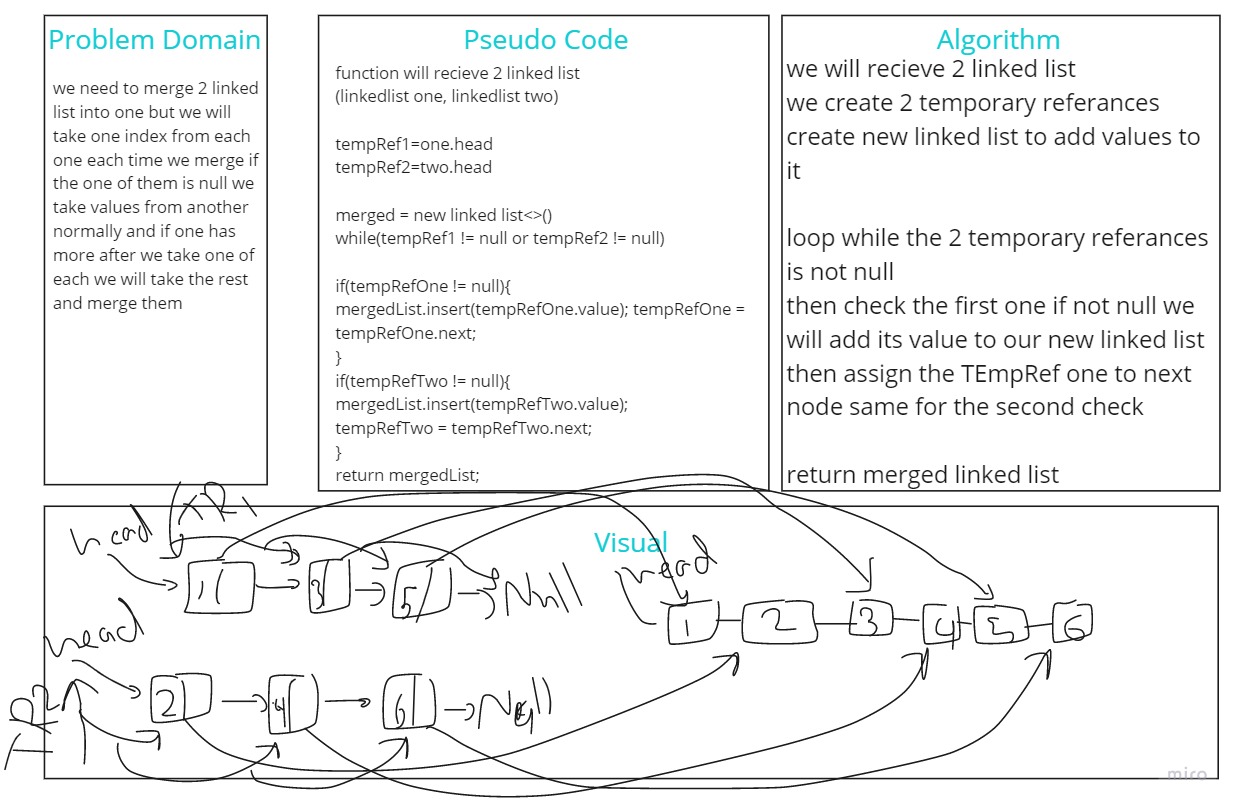 Problem Domain
we need to merge 2 linked
list into one but we will
take one index from each
one each time we merge if
the one of them is null we
take values from another
normally and if one has
more after we take one of
each we will take the rest
and merge them
Pseudo Code
function will recieve 2 linked list
(linkedlist one, linkedlist two)
tempRef1=one.head
tempRef2=two.head
merged = new linked list<>()
while(tempRef1 != null or tempRef2 != null)
if(tempRefOne != null){
mergedList.insert(tempRefOne.value); tempRefOne =
tempRefOne.next;
}
if(tempRefTwo != null){
mergedList.insert(tempRefTwo.value);
tempRefTwo = tempRefTwo.next;
}
return mergedList;
Algorithm
we will recieve 2 linked list
we create 2 temporary referances
create new linked list to add values to
it
loop while the 2 temporary referances
is not null
then check the first one if not null we
will add its value to our new linked list
then assign the TEmpRef one to next
node same for the second check
return merged linked list
Visual
head
1 3 5 Null
head
1 2 3 4 5 6
head
TR2
2 4 6 Null
miro